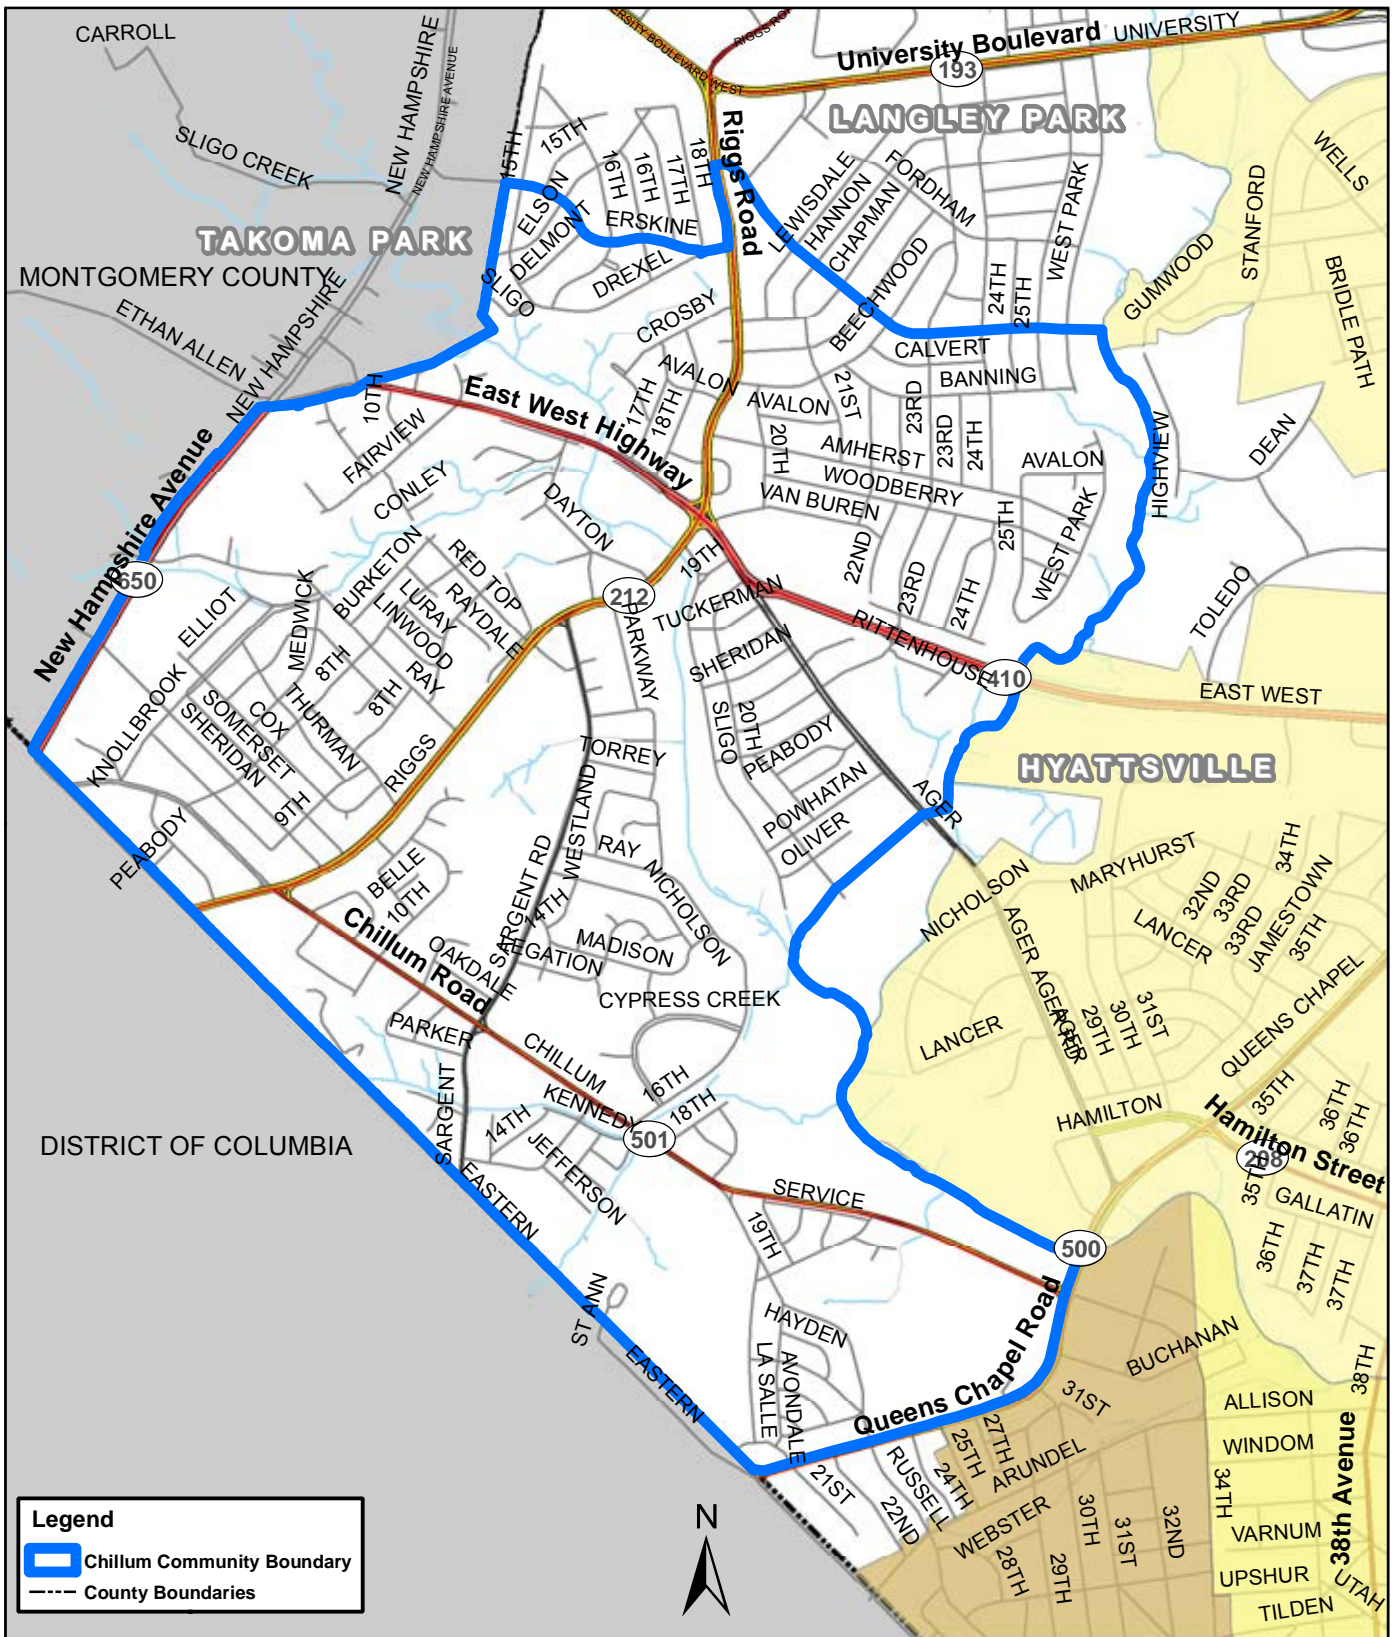 CARROLL
NEW HAMPSHIRE
NEW HAMPSHIRE AVENUE
UNIVERSITY BOULEVARD WEST
RIGGS ROAD
University Boulevard
UNIVERSITY
193
LANGLEY PARK
SLIGO CREEK
15TH
15TH
16TH
16TH
17TH
18TH
Riggs Road
LEWISDALE
HANNON
CHAPMAN
FORDHAM
WEST PARK
WELLS
STANFORD
GUMWOOD
BRIDLE PATH
TAKOMA PARK
MONTGOMERY COUNTY
ELSON
DELMONT
ERSKINE
DREXEL
SLIGO
BEECHWOOD
24TH
25TH
ETHAN ALLEN
NEW HAMPSHIRE
CROSBY
CALVERT
BANNING
10TH
East West Highway
AVALON
17TH
18TH
AVALON
21ST
23RD
23RD
24TH
20TH
AMHERST
WOODBERRY
VAN BUREN
AVALON
HIGHVIEW
DEAN
FAIRVIEW
CONLEY
DAYTON
25TH
WEST PARK
New Hampshire Avenue
650
BURKETON
RED TOP
RAYDALE
LURAY
LINWOOD
RAY
MEDWICK
ELLIOT
8TH
8TH
212
19TH
TUCKERMAN
PARKWAY
22ND
23RD
24TH
TOLEDO
RITTENHOUSE
410
EAST WEST
SHERIDAN
KNOLLBROOK
SOMERSET
SHERIDAN
COX
THURMAN
RIGGS
9TH
PEABODY
TORREY
SLIGO
20TH
PEABODY
POWHATAN
OLIVER
AGER
HYATTSVILLE
WESTLAND
SARGENT RD
RAY
NICHOLSON
14TH
MADISON
BELLE
10TH
Chillum Road
OAKDALE
CYPRESS CREEK
NICHOLSON
MARYHURST
32ND
33RD
33RD
34TH
JAMESTOWN
35TH
LANCER
AGER
AGER RD
AGER
29TH
30TH
31ST
LANCER
QUEENS CHAPEL
PARKER
SARGENT
CHILLUM
KENNEDY
16TH
18TH
501
14TH
JEFFERSON
EASTERN
HAMILTON
Hamilton Street
208
35TH
36TH
36TH
35TH
GALLATIN
36TH
37TH
37TH
DISTRICT OF COLUMBIA
SERVICE
19TH
500
ST ANN
EASTERN
HAYDEN
LA SALLE
AVONDALE
Queens Chapel Road
BUCHANAN
31ST
38TH
ALLISON
WINDOM
38th Avenue
21ST
22ND
RUSSELL
24TH
25TH
27TH
ARUNDEL
WEBSTER
28TH
29TH
30TH
31ST
32ND
34TH
VARNUM
UPSHUR
UTAH
TILDEN
N
Legend
Chillum Community Boundary
County Boundaries